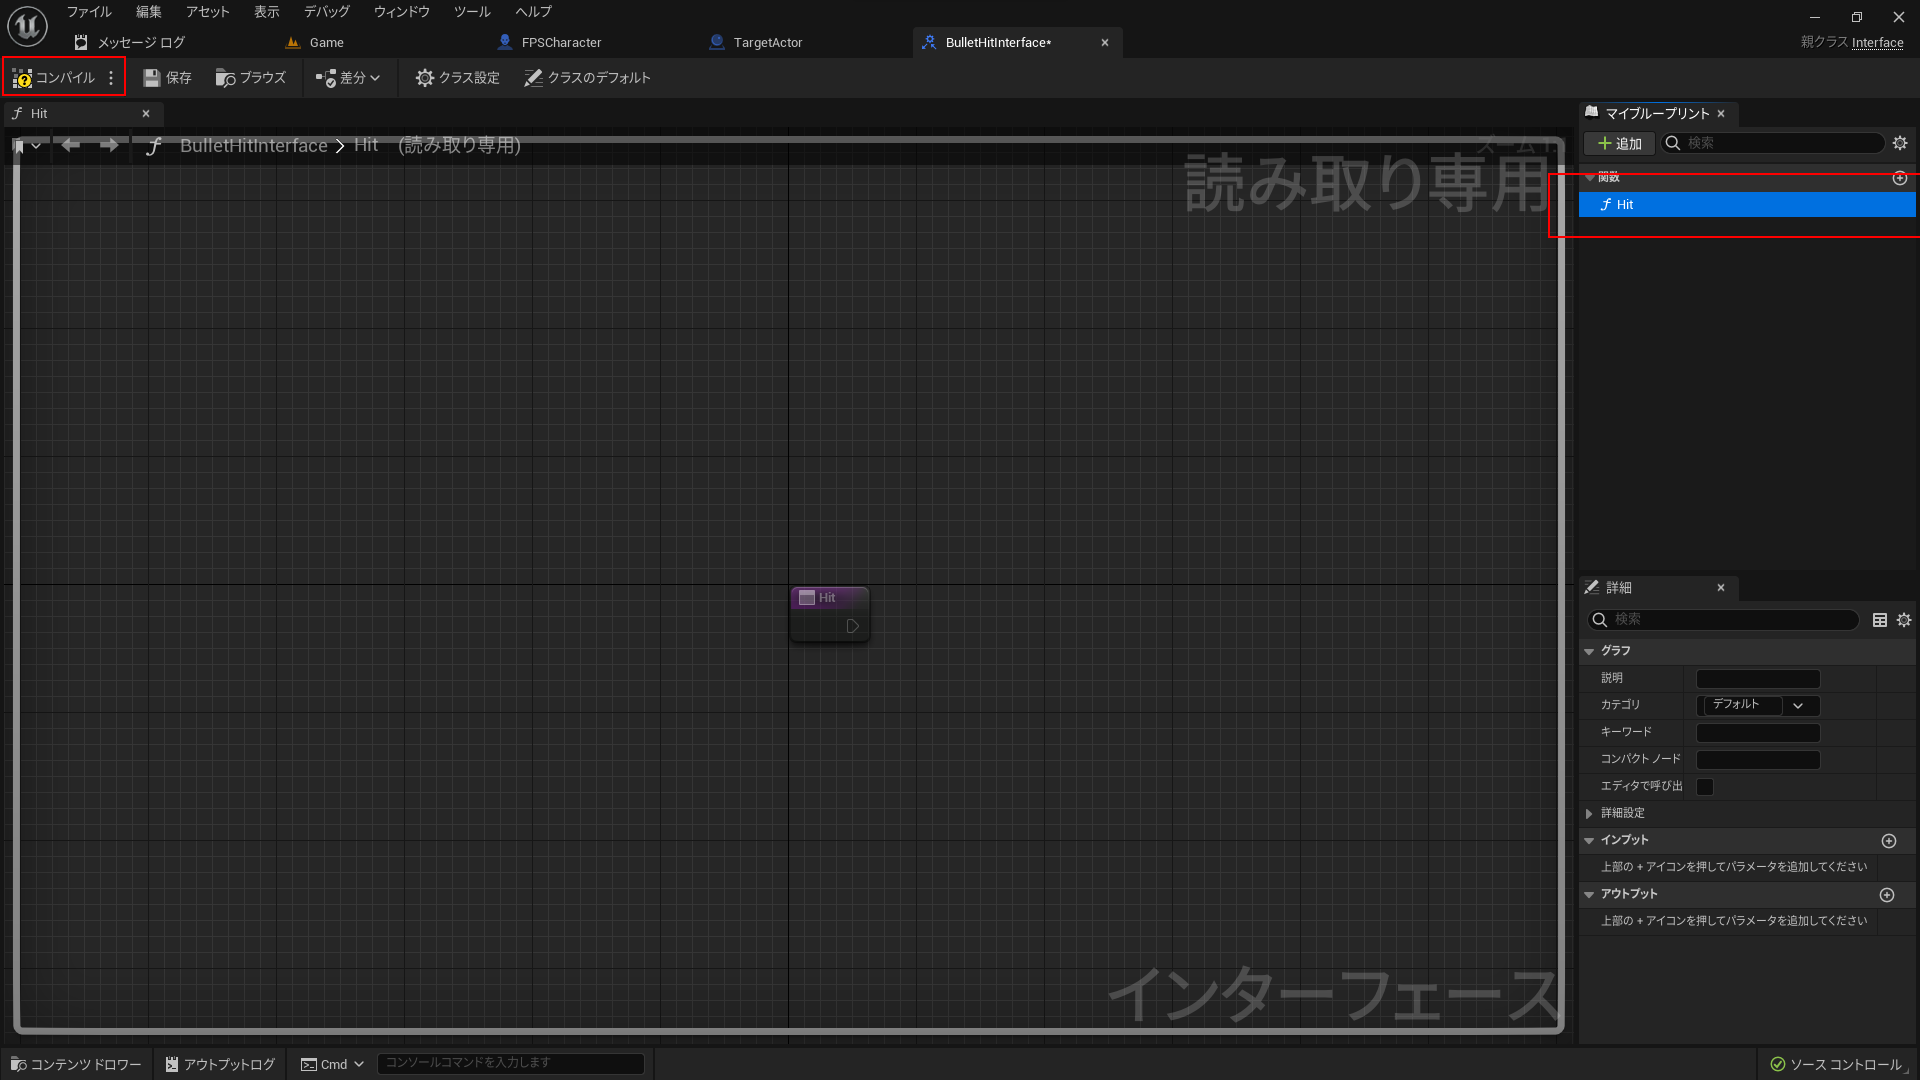 ファイル 編集 アセット 表示 デバッグ ウィンドウ ツール ヘルプ
メッセージ ログ Game FPSCharacter TargetActor BulletHitInterface*
親クラス Interface
コンパイル 保存 ブラウズ 差分 クラス設定 クラスのデフォルト
Hit
BulletHitInterface > Hit (読み取り専用)
読み取り専用
Hit
インターフェース
マイブループリント
追加 検索
関数
Hit
詳細
検索
グラフ
説明
カテゴリ デフォルト
キーワード
コンパクト ノード
エディタで呼び出
詳細設定
インプット
上部の + アイコンを押してパラメータを追加してください
アウトプット
上部の + アイコンを押してパラメータを追加してください
コンテンツ ドロワー アウトプットログ Cmd コンソールコマンドを入力します ソース コントロール